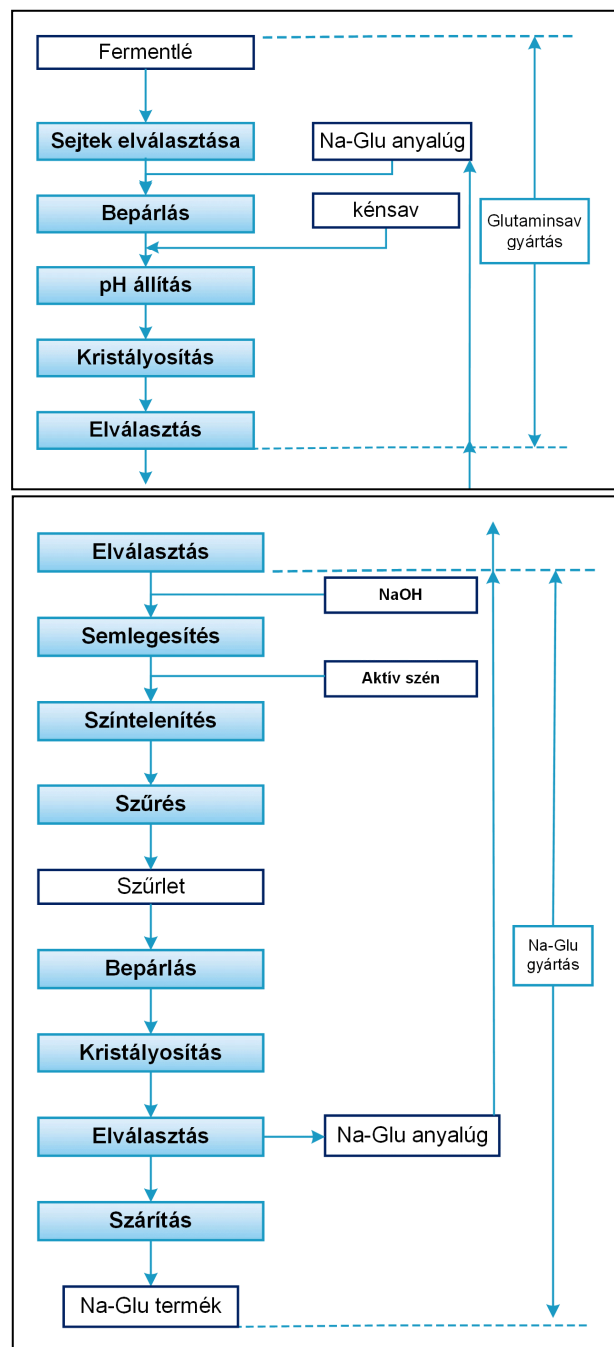 Fermentlé
Sejtek elválasztása
Na-Glu anyalúg
Bepárlás
kénsav
Glutaminsav
gyártás
pH állítás
Kristályosítás
Elválasztás
Elválasztás
NaOH
Semlegesítés
Aktív szén
Színtelenítés
Szűrés
Szűrlet
Bepárlás
Na-Glu
gyártás
Kristályosítás
Elválasztás
Na-Glu anyalúg
Szárítás
Na-Glu termék